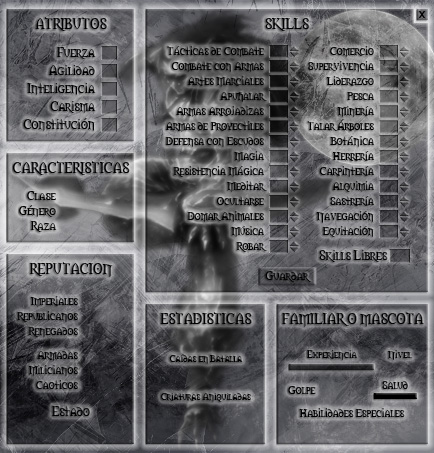 ATRIBUTOS
Fuerza
Agilidad
Inteligencia
Carisma
Constitución
CARACTERISTICAS
Clase
Género
Raza
REPUTACION
Imperiales
Republicanos
Renegados
Armadas
Milicianos
Caoticos
Estado
SKILLS
X
Tácticas de Combate
Combate con Armas
Artes Marciales
Apuñalar
Armas Arrojadizas
Armas de Proyectiles
Defensa con Escudos
Magia
Resistencia Mágica
Meditar
Ocultarse
Domar Animales
Música
Robar
Comercio
Supervivencia
Liderazgo
Pesca
Minería
Talar Árboles
Botánica
Herrería
Carpintería
Alquimia
Sastrería
Navegación
Equitación
Skills Libres
Guardar
ESTADISTICAS
Caídas en Batalla
Criaturas Aniquiladas
FAMILIAR O MASCOTA
Experiencia
Nivel
Golpe
Salud
Habilidades Especiales